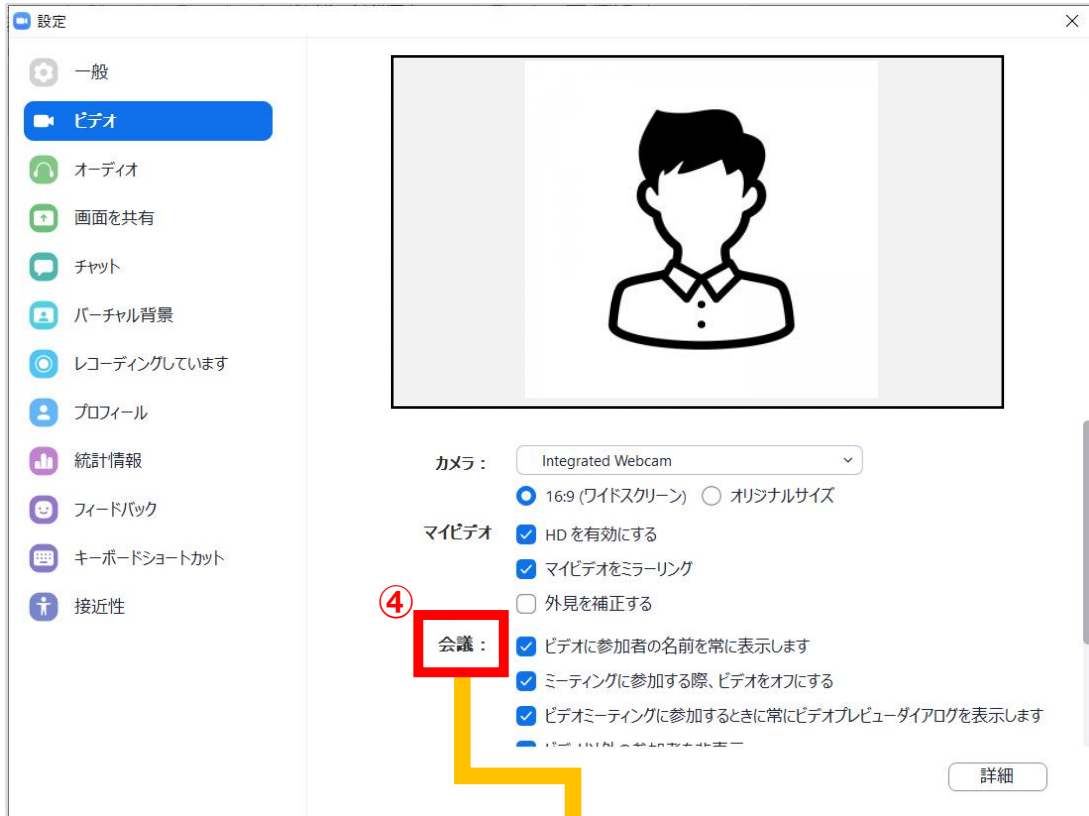 設定
一般
ビデオ
オーディオ
画面を共有
チャット
バーチャル背景
レコーディングしています
プロフィール
統計情報
フィードバック
キーボードショートカット
接近性
カメラ： Integrated Webcam
16:9 (ワイドスクリーン) オリジナルサイズ
マイビデオ HD を有効にする
マイビデオをミラーリング
外見を補正する
④
会議： ビデオに参加者の名前を常に表示します
ミーティングに参加する際、ビデオをオフにする
ビデオミーティングに参加するときに常にビデオプレビューダイアログを表示します
詳細